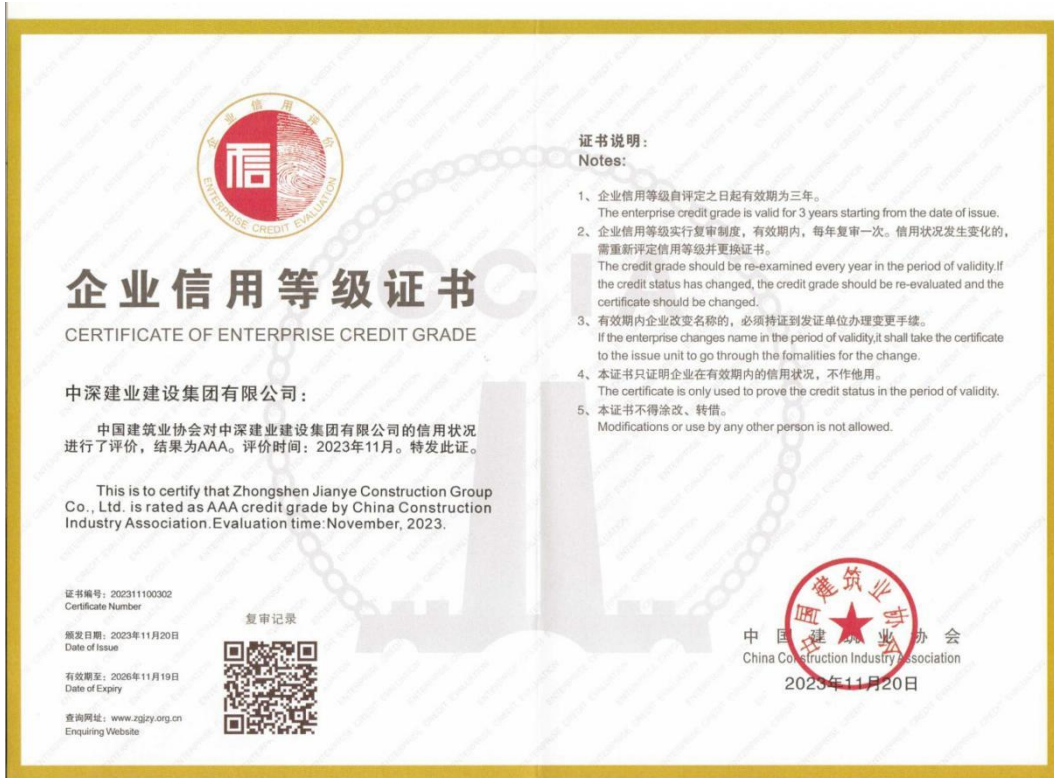 企业信用评价
ENTERPRISE CREDIT EVALUATION
信
企业信用等级证书
CERTIFICATE OF ENTERPRISE CREDIT GRADE
中深建业建设集团有限公司：
中国建筑业协会对中深建业建设集团有限公司的信用状况
进行了评价，结果为AAA。评价时间：2023年11月。特发此证。
This is to certify that Zhongshen Jianye Construction Group
Co., Ltd. is rated as AAA credit grade by China Construction
Industry Association.Evaluation time:November, 2023.
证书编号：202311100302
Certificate Number
颁发日期：2023年11月20日
Date of Issue
有效期至：2026年11月19日
Date of Expiry
查询网址：www.zgjzy.org.cn
Enquiring Website
复审记录
证书说明：
Notes:
1、企业信用等级自评定之日起有效期为三年。
The enterprise credit grade is valid for 3 years starting from the date of issue.
2、企业信用等级实行复审制度，有效期内，每年复审一次。信用状况发生变化的，
需重新评定信用等级并更换证书。
The credit grade should be re-examined every year in the period of validity.If
the credit status has changed, the credit grade should be re-evaluated and the
certificate should be changed.
3、有效期内企业改变名称的，必须持证到发证单位办理变更手续。
If the enterprise changes name in the period of validity,it shall take the certificate
to the issue unit to go through the fomalities for the change.
4、本证书只证明企业在有效期内的信用状况，不作他用。
The certificate is only used to prove the credit status in the period of validity.
5、本证书不得涂改、转借。
Modifications or use by any other person is not allowed.
中国建筑业协会
中国建筑业协会
China Construction Industry Association
2023年11月20日